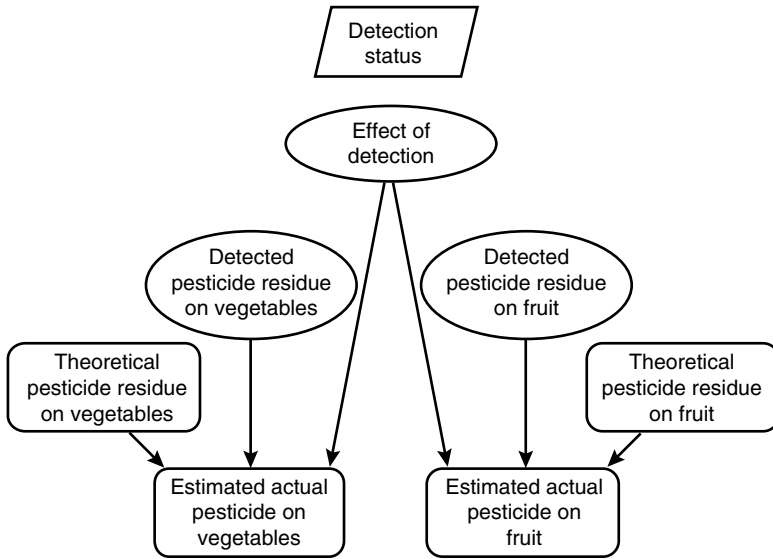 Detection
status
Effect of
detection
Detected
pesticide residue
on vegetables
Detected
pesticide residue
on fruit
Theoretical
pesticide residue
on vegetables
Theoretical
pesticide residue
on fruit
Estimated actual
pesticide on
vegetables
Estimated actual
pesticide on
fruit